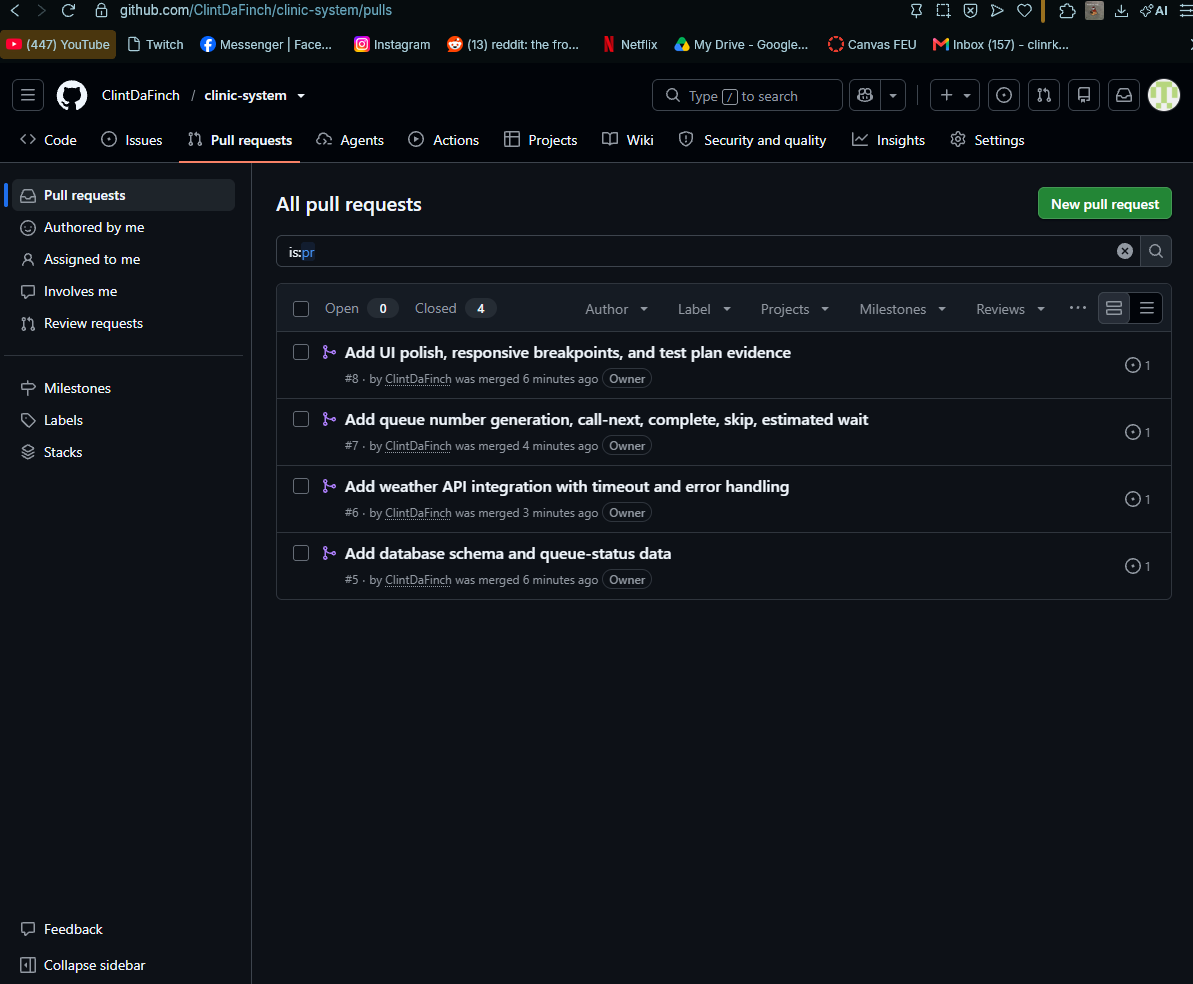 github.com/ClintDaFinch/clinic-system/pulls
AI
(447) YouTube Twitch Messenger | Face... Instagram (13) reddit: the fro... Netflix My Drive - Google... Canvas FEU Inbox (157) - clinrk...
ClintDaFinch / clinic-system
Type / to search
Code Issues Pull requests Agents Actions Projects Wiki Security and quality Insights Settings
Pull requests
Authored by me
Assigned to me
Involves me
Review requests
Milestones
Labels
Stacks
All pull requests
New pull request
is:pr
Open 0 Closed 4 Author Label Projects Milestones Reviews ...
Add UI polish, responsive breakpoints, and test plan evidence
#8 · by ClintDaFinch was merged 6 minutes ago Owner
1
Add queue number generation, call-next, complete, skip, estimated wait
#7 · by ClintDaFinch was merged 4 minutes ago Owner
1
Add weather API integration with timeout and error handling
#6 · by ClintDaFinch was merged 3 minutes ago Owner
1
Add database schema and queue-status data
#5 · by ClintDaFinch was merged 6 minutes ago Owner
1
Feedback
Collapse sidebar